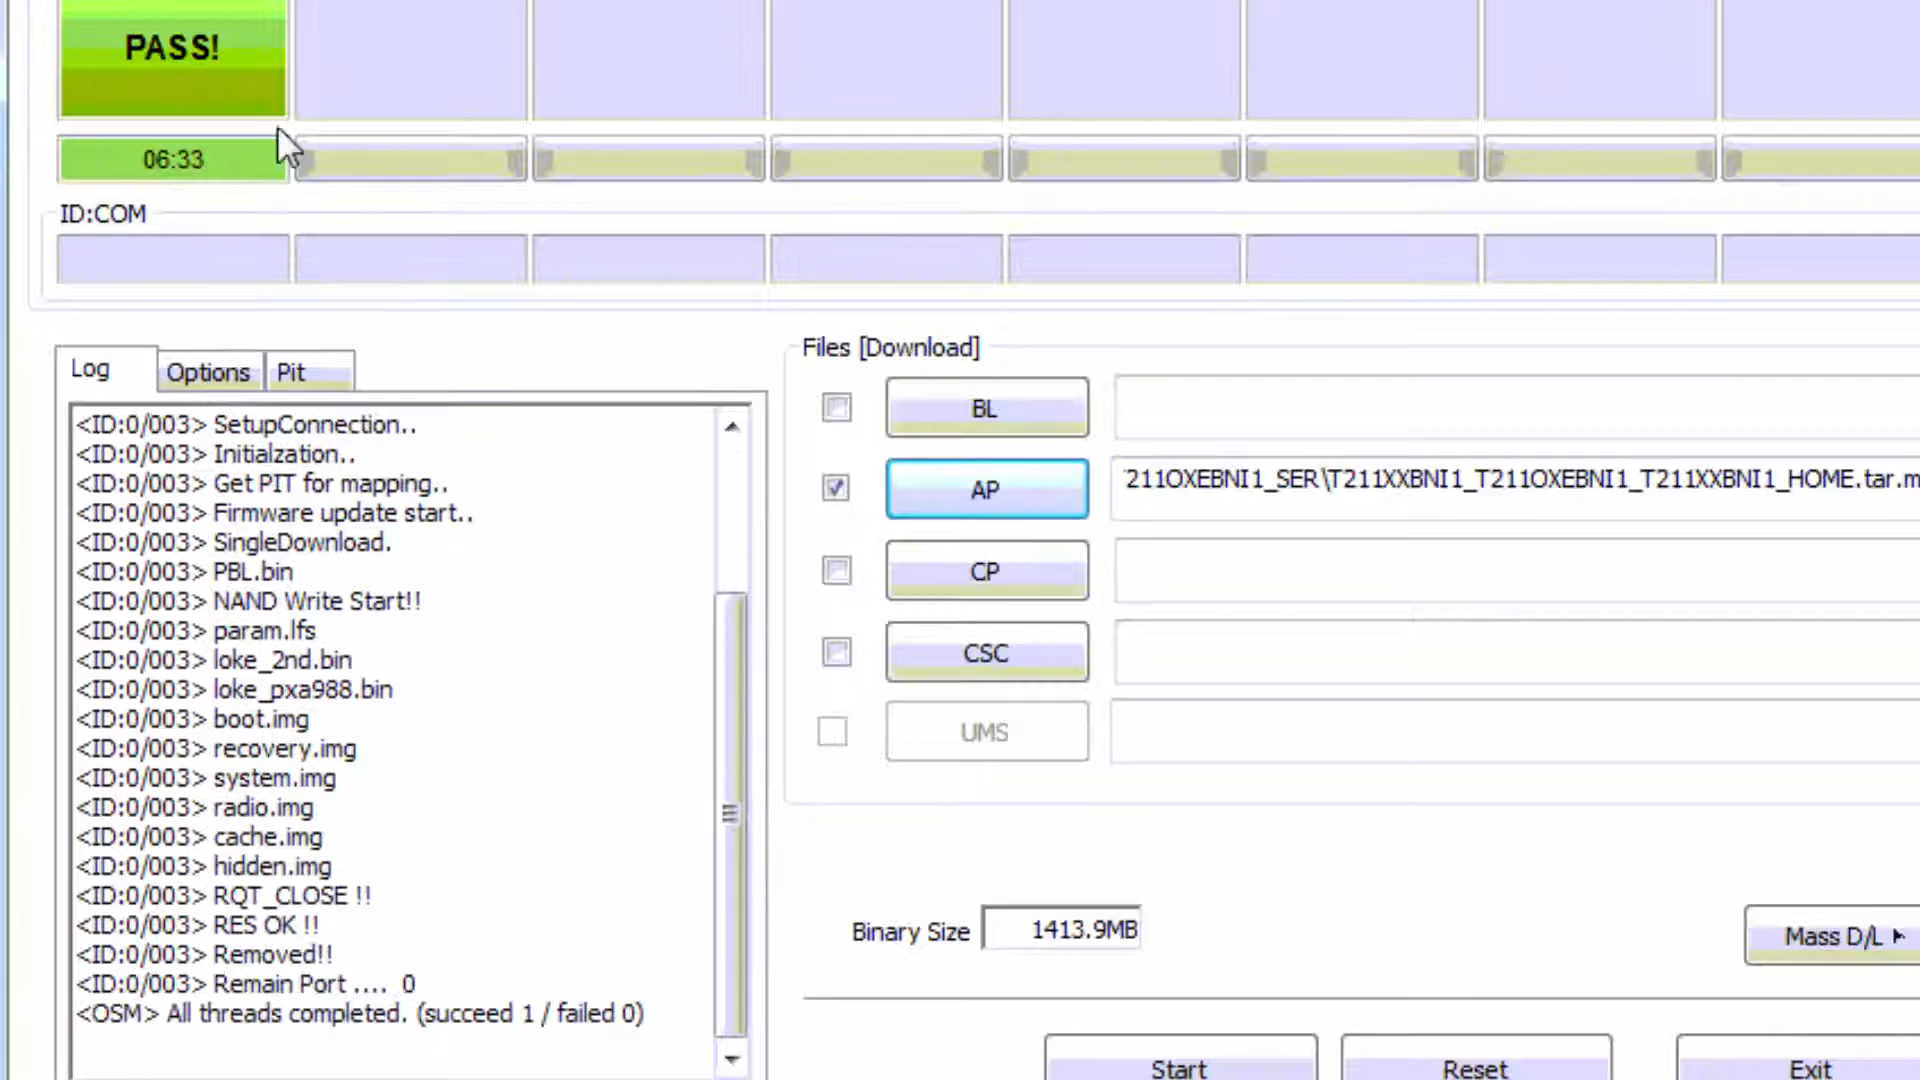 PASS!
06:33
ID:COM
Log
Options
Pit
<ID:0/003> SetupConnection..
<ID:0/003> Initialzation..
<ID:0/003> Get PIT for mapping..
<ID:0/003> Firmware update start..
<ID:0/003> SingleDownload.
<ID:0/003> PBL.bin
<ID:0/003> NAND Write Start!!
<ID:0/003> param.lfs
<ID:0/003> loke_2nd.bin
<ID:0/003> loke_pxa988.bin
<ID:0/003> boot.img
<ID:0/003> recovery.img
<ID:0/003> system.img
<ID:0/003> radio.img
<ID:0/003> cache.img
<ID:0/003> hidden.img
<ID:0/003> RQT_CLOSE !!
<ID:0/003> RES OK !!
<ID:0/003> Removed!!
<ID:0/003> Remain Port .... 0
<OSM> All threads completed. (succeed 1 / failed 0)
Files [Download]
BL
AP
211OXEBNI1_SER\T211XXBNI1_T211OXEBNI1_T211XXBNI1_HOME.tar.m
CP
CSC
UMS
Binary Size
1413.9MB
Mass D/L
Start
Reset
Exit